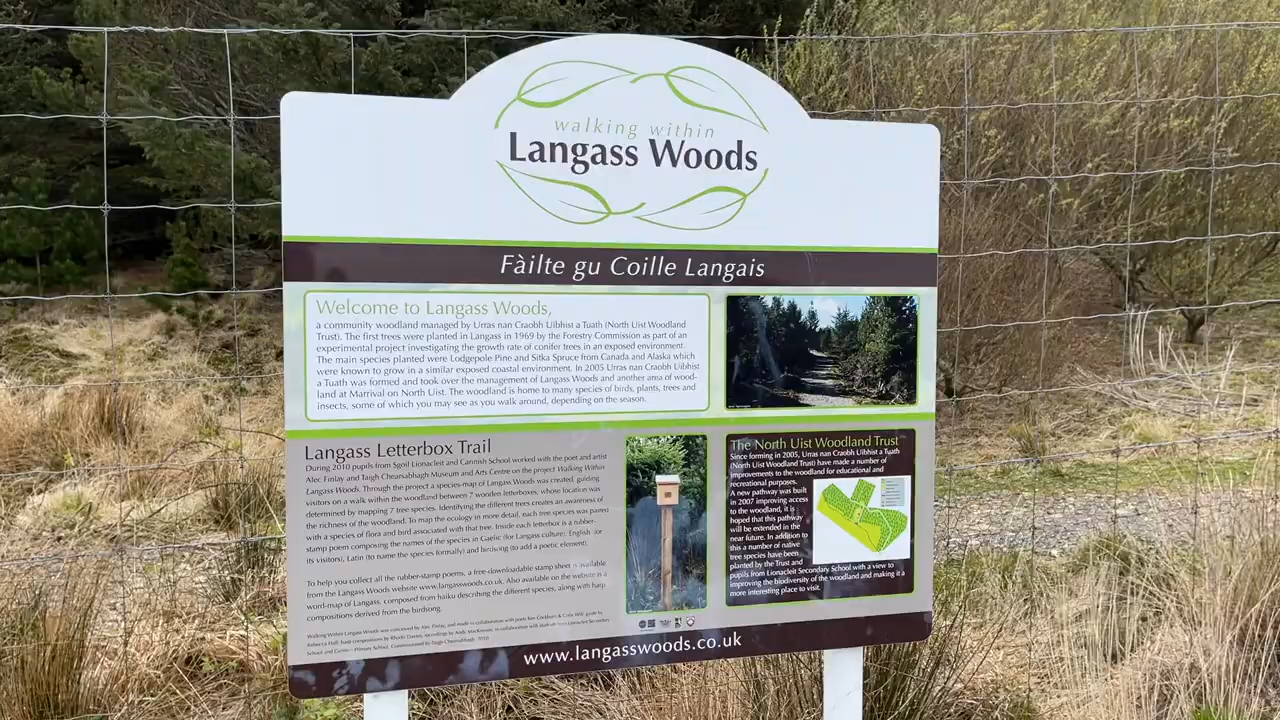 walking within
Langass Woods
Fàilte gu Coille Langais
Welcome to Langass Woods,
a community woodland managed by Urras nan Craobh Uibhist a Tuath (North Uist Woodland
Trust). The first trees were planted in Langass in 1969 by the Forestry Commission as part of an
experimental project investigating the growth rate of conifer trees in an exposed environment.
The main species planted were Lodgepole Pine and Sitka Spruce from Canada and Alaska which
were known to grow in a similar exposed coastal environment. In 2005 Urras nan Craobh Uibhist
a Tuath was formed and took over the management of Langass Woods and another area of wood-
land at Marrival on North Uist. The woodland is home to many species of birds, plants, trees and
insects, some of which you may see as you walk around, depending on the season.
Langass Letterbox Trail
During 2010 pupils from Sgoil Lionacleit and Carinish School worked with the poet and artist
Alec Finlay and Taigh Chearsabhagh Museum and Arts Centre on the project Walking Within
Langass Woods. Through the project a species-map of Langass Woods was created, guiding
visitors on a walk within the woodland between 7 wooden letterboxes, whose location was
determined by mapping 7 tree species. Identifying the different trees creates an awareness of
the richness of the woodland. To map the ecology in more detail, each tree species was paired
with a species of flora and bird associated with that tree. Inside each letterbox is a rubber-
stamp poem composing the names of the species in Gaelic (for Langass culture), English (for
its visitors), Latin (to name the species formally) and birdsong (to add a poetic element).
To help you collect all the rubber-stamp poems, a free-downloadable stamp sheet is available
from the Langass Woods website www.langasswoods.co.uk. Also available on the website is a
word-map of Langass, composed from haiku describing the different species, along with harp
compositions derived from the birdsong.
Walking Within Langass Woods was conceived by Alec Finlay, and made in collaboration with poets Ken Cockburn &
The North Uist Woodland Trust
Since forming in 2005, Urras nan Craobh Uibhist a Tuath
(North Uist Woodland Trust) have made a number of
improvements to the woodland for educational and
recreational purposes.
A new pathway was built
in 2007 improving access
to the woodland, it is
hoped that this pathway
will be extended in the
near future. In addition to
this a number of native
tree species have been
planted by the Trust and
pupils from Lionacleit Secondary School with a view to
improving the biodiversity of the woodland and making it a
more interesting place to visit.
www.langasswoods.co.uk